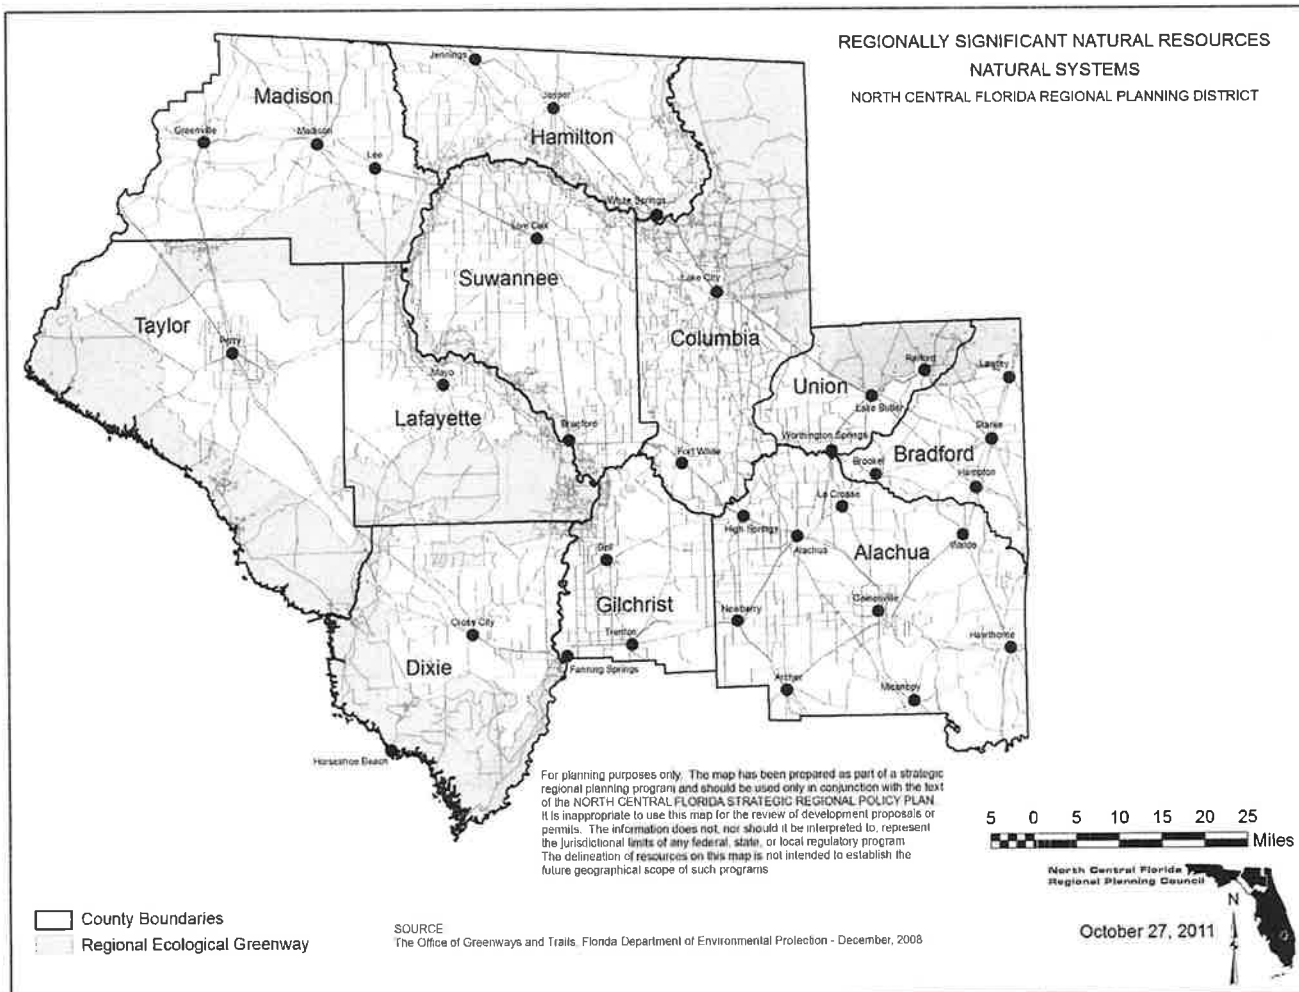 REGIONALLY SIGNIFICANT NATURAL RESOURCES
NATURAL SYSTEMS
NORTH CENTRAL FLORIDA REGIONAL PLANNING DISTRICT
Jennings
Madison
Jasper
Greenville
Madison
Hamilton
Lee
White Springs
Live Oak
Suwannee
Lake City
Taylor
Columbia
Perry
Raiford
Lawtey
Mayo
Union
Lake Butler
Lafayette
Branford
Starke
Worthington Springs
Bradford
Fort White
Brooker
Hampton
La Crosse
High Springs
Alachua
Alachua
Waldo
Bell
Gilchrist
Gainesville
Newberry
Cross City
Trenton
Hawthorne
Dixie
Fanning Springs
Archer
Micanopy
Horseshoe Beach
For planning purposes only. The map has been prepared as part of a strategic
regional planning program and should be used only in conjunction with the text
of the NORTH CENTRAL FLORIDA STRATEGIC REGIONAL POLICY PLAN.
It is inappropriate to use this map for the review of development proposals or
permits. The information does not, nor should it be interpreted to, represent
the jurisdictional limits of any federal, state, or local regulatory program
The delineation of resources on this map is not intended to establish the
future geographical scope of such programs
5 0 5 10 15 20 25
Miles
North Central Florida
Regional Planning Council
N
October 27, 2011
County Boundaries
Regional Ecological Greenway
SOURCE
The Office of Greenways and Trails, Florida Department of Environmental Protection - December, 2008